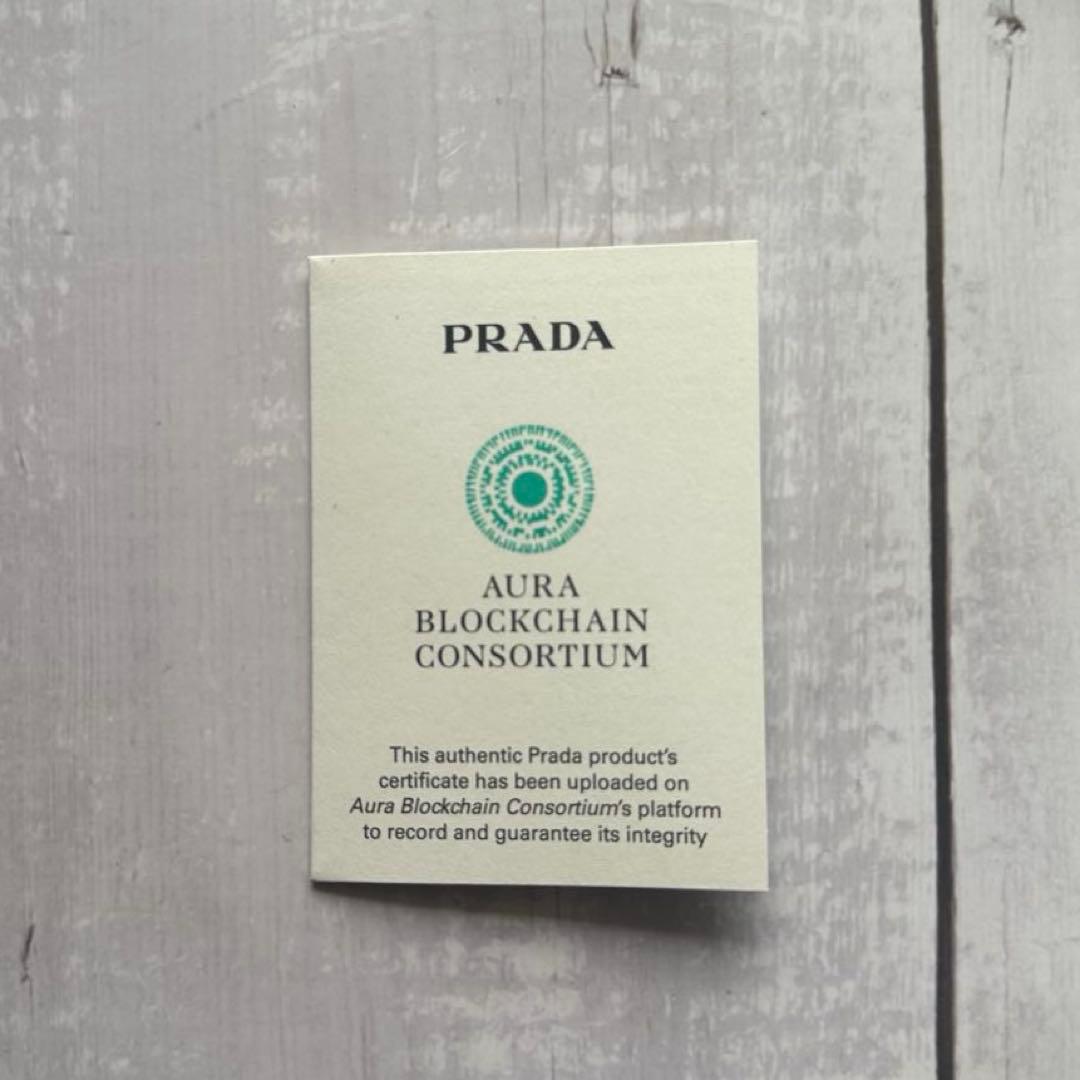 PRADA
AURA
BLOCKCHAIN
CONSORTIUM
This authentic Prada product's
certificate has been uploaded on
Aura Blockchain Consortium's platform
to record and guarantee its integrity